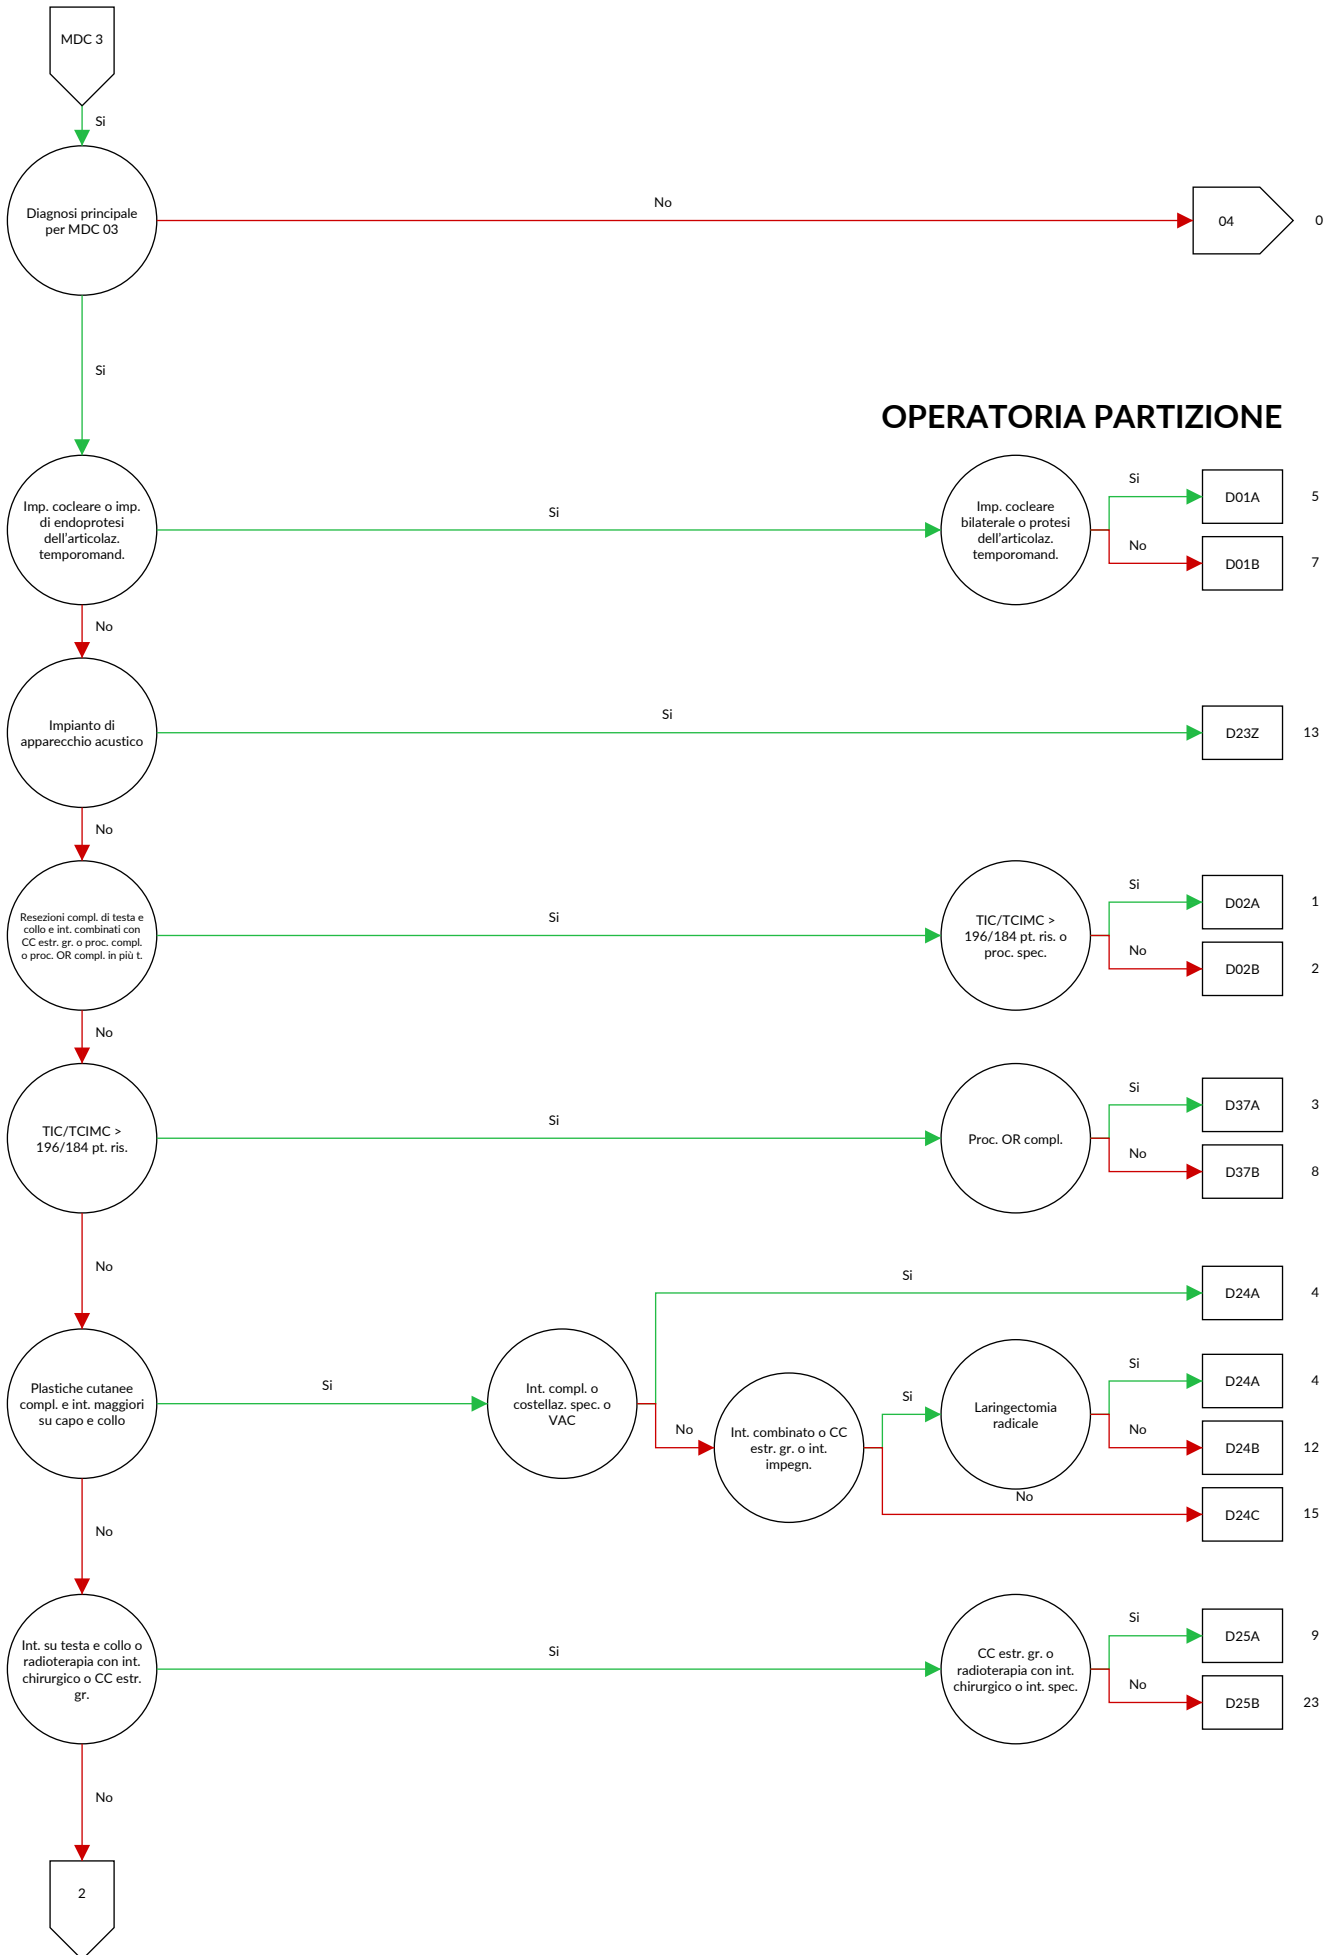 MDC 3
Si
Diagnosi principale
per MDC 03
No
04
0
Si
OPERATORIA PARTIZIONE
Imp. cocleare o imp.
di endoprotesi
dell'articolaz.
temporomand.
Si
Imp. cocleare
bilaterale o protesi
dell'articolaz.
temporomand.
Si
D01A
5
No
D01B
7
No
Impianto di
apparecchio acustico
Si
D23Z
13
No
Resezioni compl. di testa e
collo e int. combinati con
CC estr. gr. o proc. compl.
o proc. OR compl. in più t.
Si
TIC/TCIMC >
196/184 pt. ris. o
proc. spec.
Si
D02A
1
No
D02B
2
No
TIC/TCIMC >
196/184 pt. ris.
Si
Proc. OR compl.
Si
D37A
3
No
D37B
8
No
Si
D24A
4
Plastiche cutanee
compl. e int. maggiori
su capo e collo
Si
Int. compl. o
costellaz. spec. o
VAC
No
Int. combinato o CC
estr. gr. o int.
impegn.
Si
Laringectomia
radicale
Si
D24A
4
No
D24B
12
No
D24C
15
No
Int. su testa e collo o
radioterapia con int.
chirurgico o CC estr.
gr.
Si
CC estr. gr. o
radioterapia con int.
chirurgico o int. spec.
Si
D25A
9
No
D25B
23
No
2